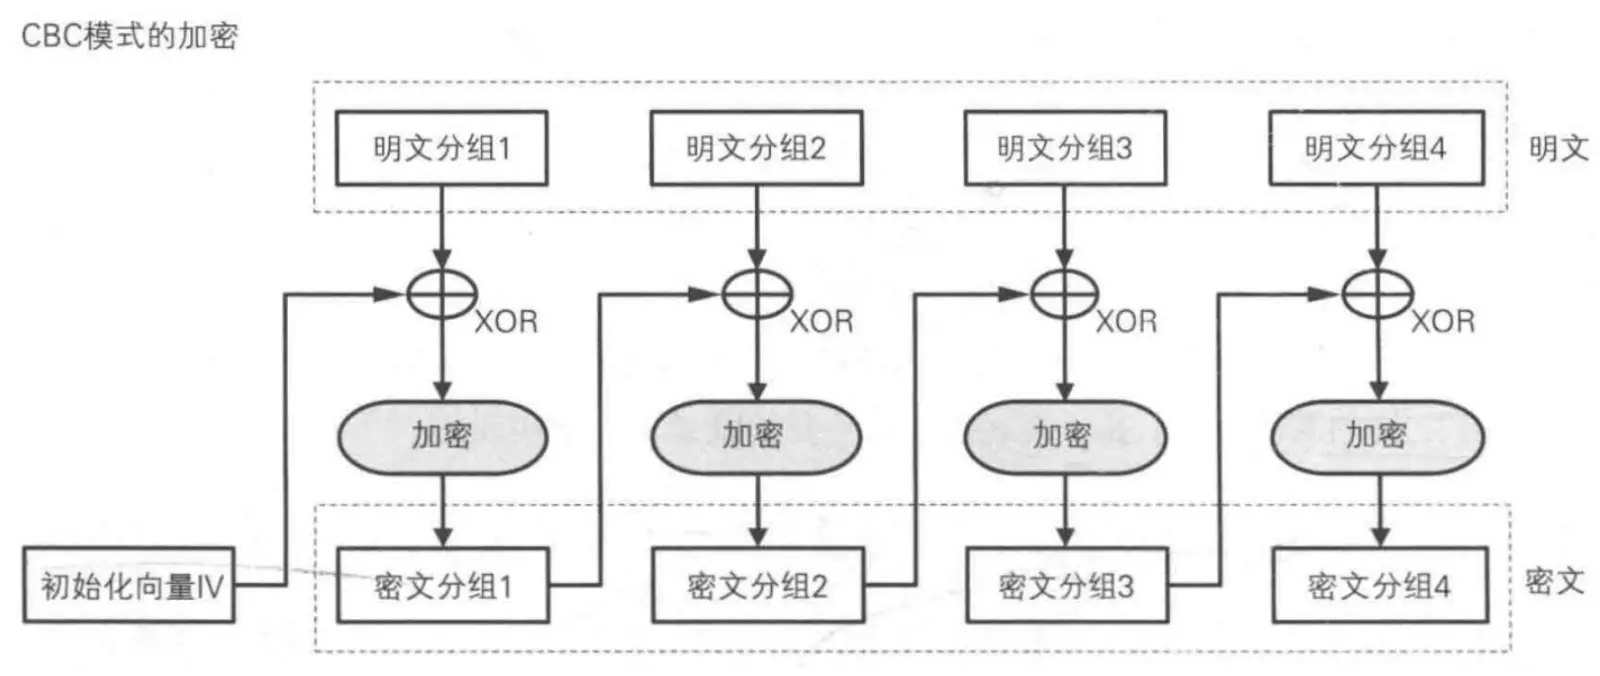 CBC模式的加密
明文分组1 明文分组2 明文分组3 明文分组4 明文
XOR XOR XOR XOR
加密 加密 加密 加密
初始化向量IV 密文分组1 密文分组2 密文分组3 密文分组4 密文